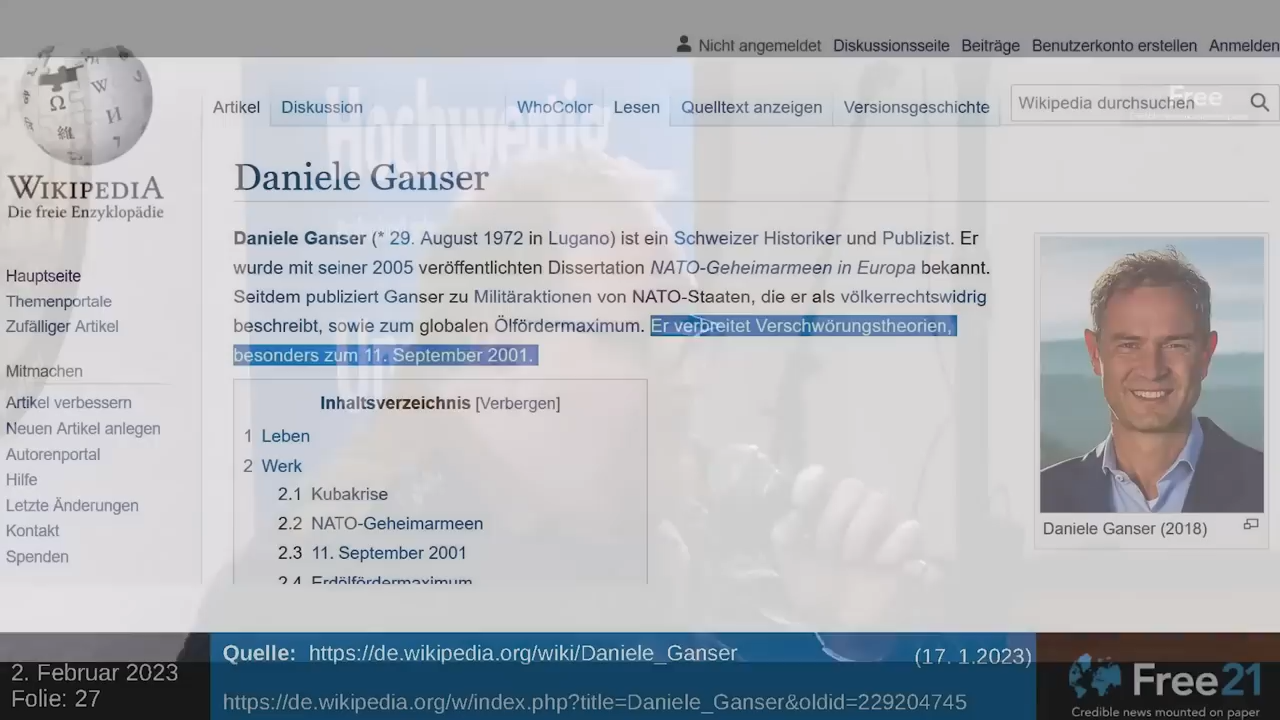 Nicht angemeldet Diskussionsseite Beiträge Benutzerkonto erstellen Anmelden
Artikel Diskussion WhoColor Lesen Quelltext anzeigen Versionsgeschichte Wikipedia durchsuchen
Free
Hochwertig
WIKIPEDIA
Die freie Enzyklopädie
Hauptseite
Themenportale
Zufälliger Artikel
Mitmachen
Artikel verbessern
Neuen Artikel anlegen
Autorenportal
Hilfe
Letzte Änderungen
Kontakt
Spenden
Daniele Ganser
Daniele Ganser (* 29. August 1972 in Lugano) ist ein Schweizer Historiker und Publizist. Er
wurde mit seiner 2005 veröffentlichten Dissertation NATO-Geheimarmeen in Europa bekannt.
Seitdem publiziert Ganser zu Militäraktionen von NATO-Staaten, die er als völkerrechtswidrig
beschreibt, sowie zum globalen Ölfördermaximum. Er verbreitet Verschwörungstheorien,
besonders zum 11. September 2001.
Inhaltsverzeichnis [Verbergen]
1 Leben
2 Werk
2.1 Kubakrise
2.2 NATO-Geheimarmeen
2.3 11. September 2001
2.4 Erdölfördermaximum
Daniele Ganser (2018)
2. Februar 2023
Folie: 27
Quelle: https://de.wikipedia.org/wiki/Daniele_Ganser (17. 1.2023)
https://de.wikipedia.org/w/index.php?title=Daniele_Ganser&oldid=229204745
Free21
Credible news mounted on paper